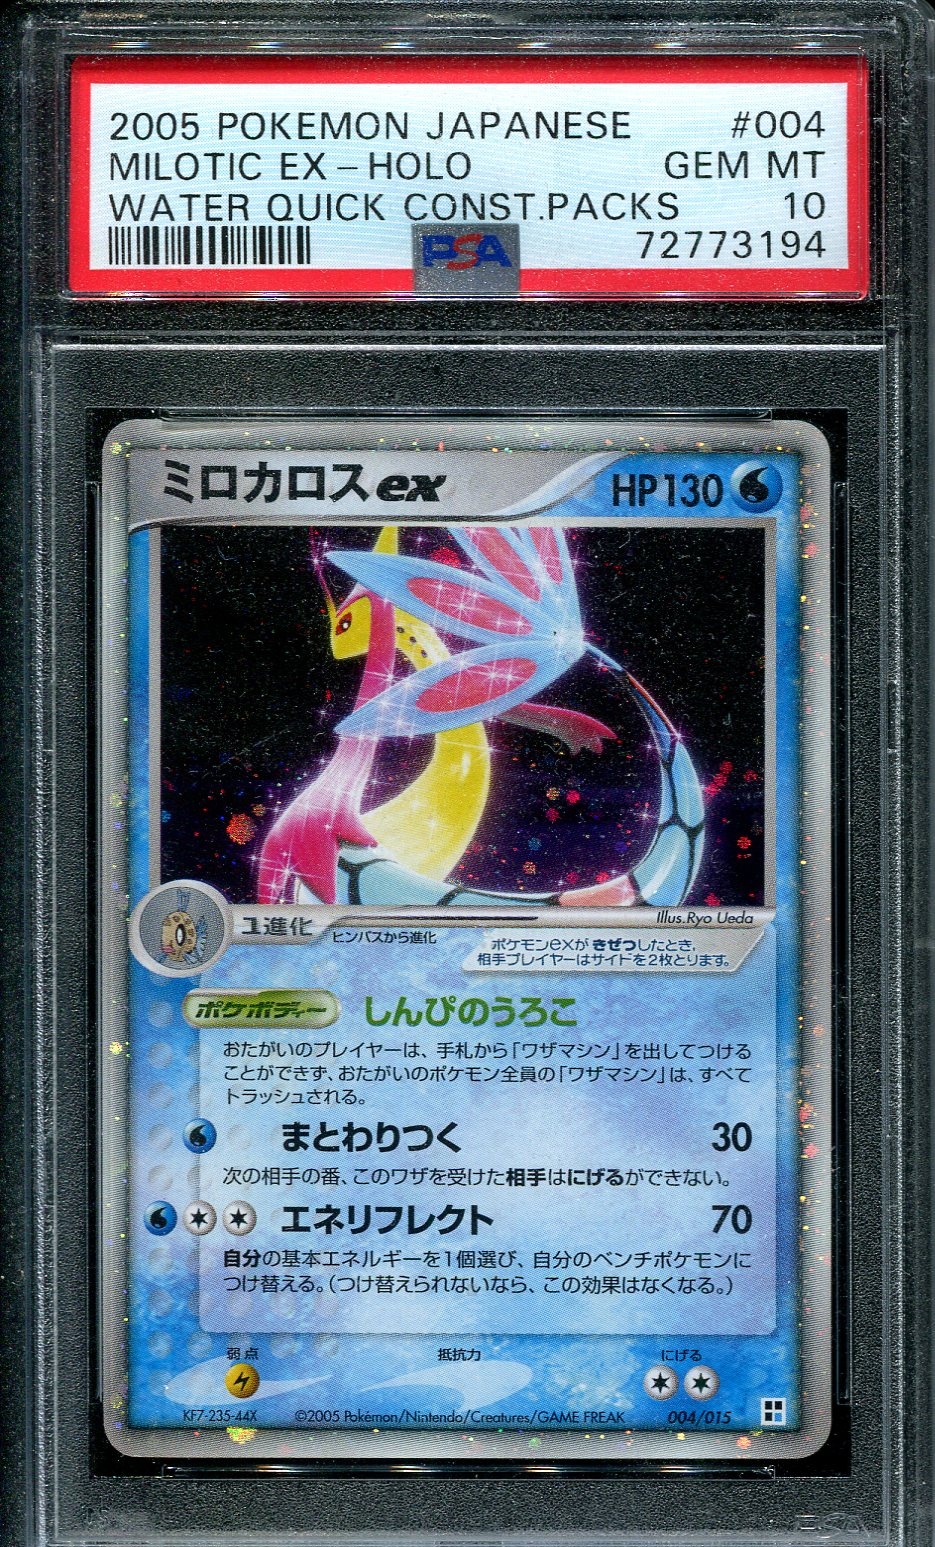 2005 POKEMON JAPANESE #004
MILOTIC EX – HOLO GEM MT
WATER QUICK CONST.PACKS 10
PSA 72773194
ミロカロスex HP130
Illus.Ryo Ueda
1進化 ヒンバスから進化
ポケモンexが きぜつしたとき、
相手プレイヤーはサイドを2枚とります。
ポケボディー しんぴのうろこ
おたがいのプレイヤーは、手札から「ワザマシン」を出してつける
ことができず、おたがいのポケモン全員の「ワザマシン」は、すべて
トラッシュされる。
まとわりつく 30
次の相手の番、このワザを受けた相手はにげるができない。
エネリフレクト 70
自分の基本エネルギーを1個選び、自分のベンチポケモンに
つけ替える。(つけ替えられないなら、この効果はなくなる。)
弱点 抵抗力 にげる
KF7-235-44X ©2005 Pokémon/Nintendo/Creatures/GAME FREAK 004/015
PSA